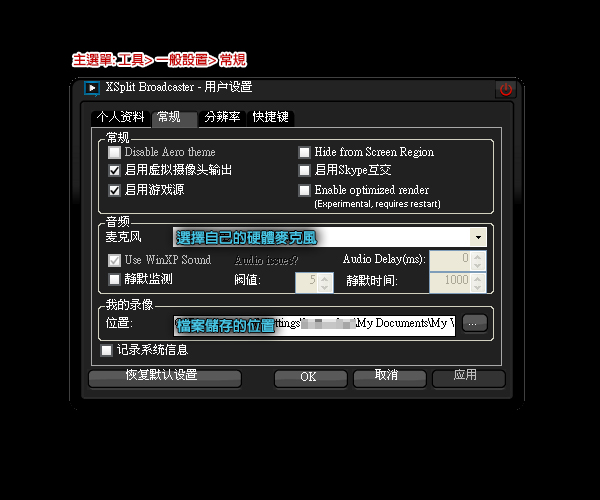 主選單: 工具> 一般設置> 常規
XSplit Broadcaster - 用户设置
个人资料 常规 分辨率 快捷键
常规
Disable Aero theme Hide from Screen Region
启用虚拟摄像头输出 启用Skype互交
启用游戏源 Enable optimized render
(Experimental, requires restart)
音频
麦克风 選擇自己的硬體麥克風
Use WinXP Sound Audio issues? Audio Delay(ms): 0
静默监测 阀值: 5 静默时间: 1000
我的录像
位置: 檔案儲存的位置 ttings\ \My Documents\My V ...
记录系统信息
恢复默认设置 OK 取消 应用